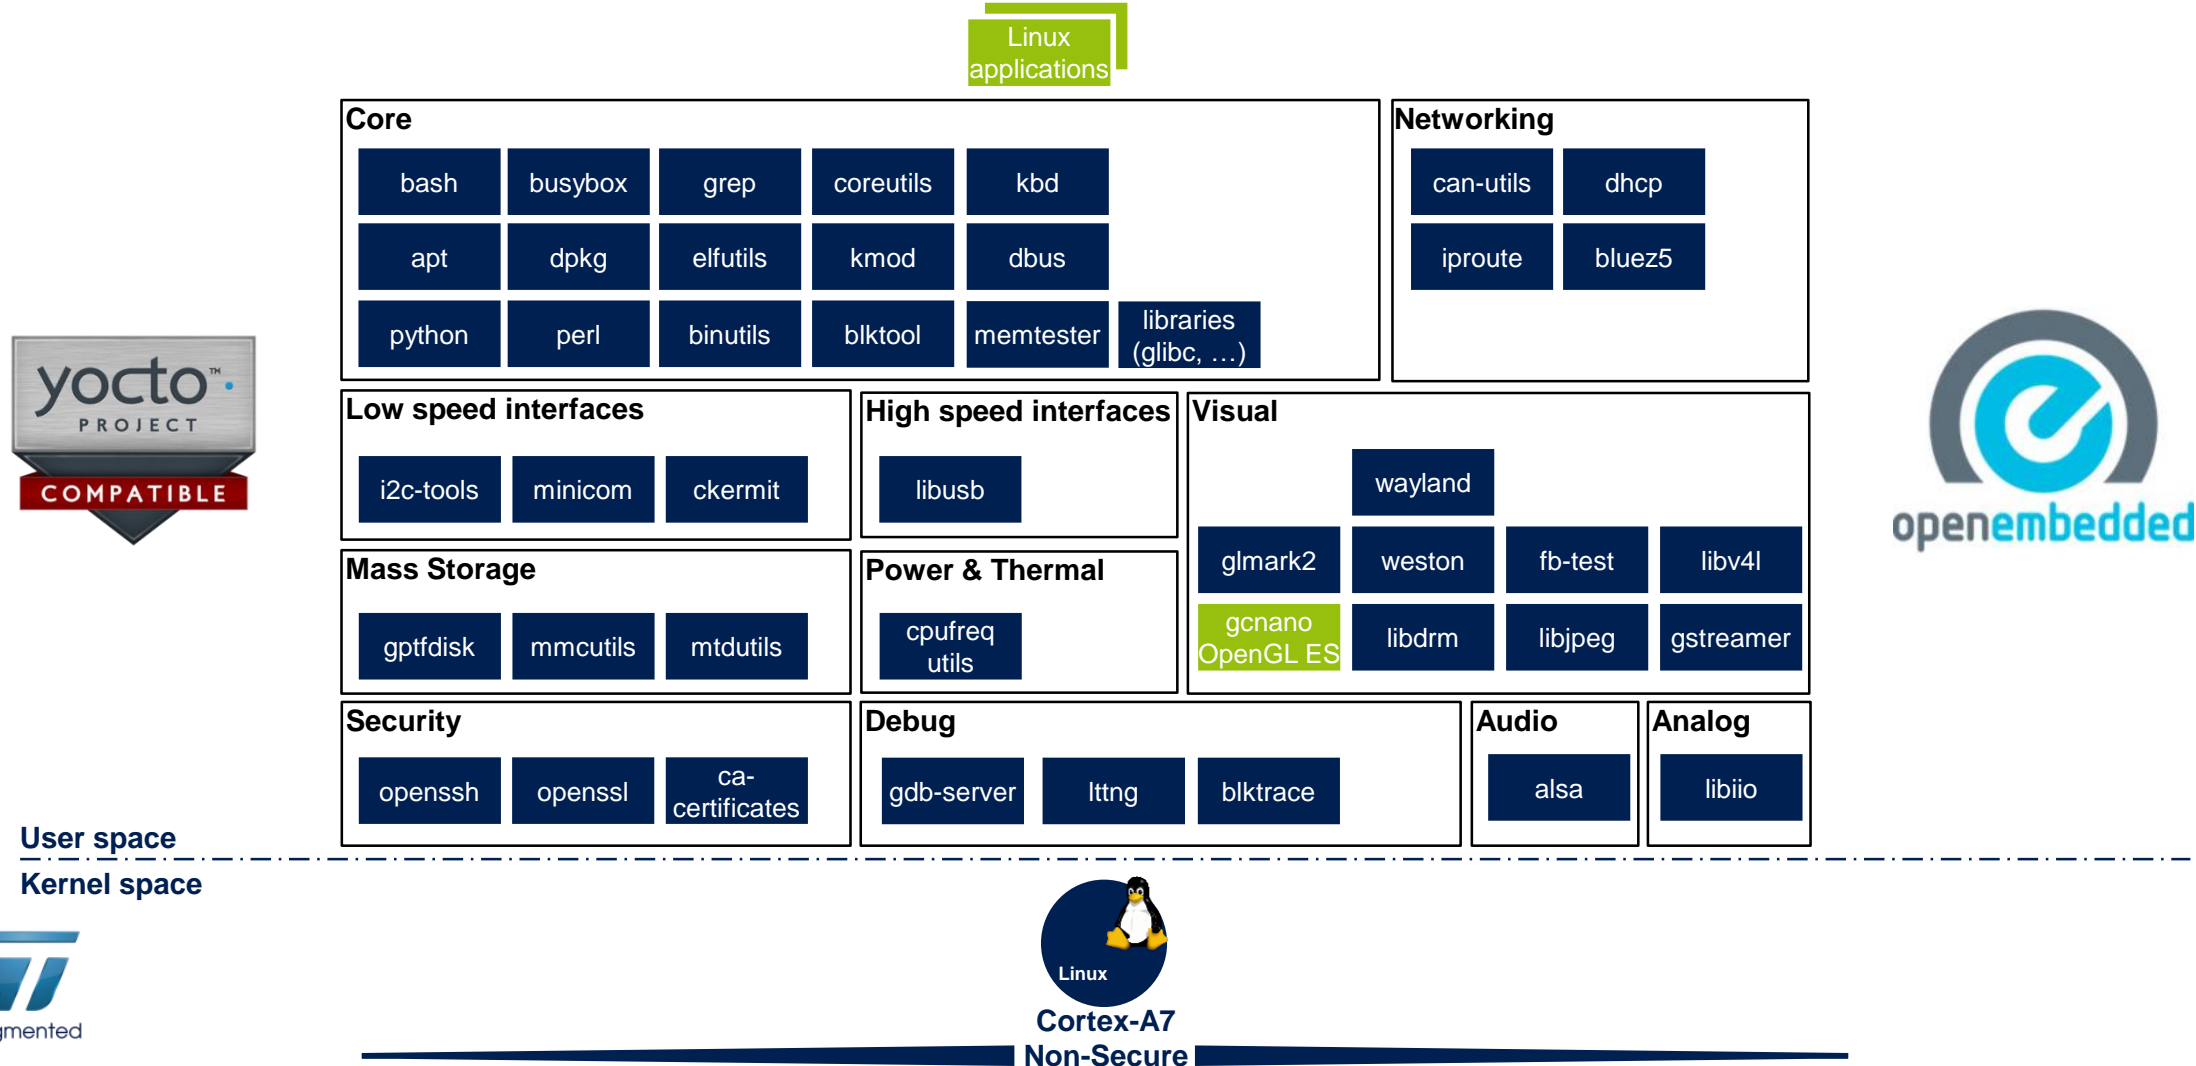 Linux
applications
Core
bash busybox grep coreutils kbd
apt dpkg elfutils kmod dbus
python perl binutils blktool memtester libraries
(glibc, …)
Networking
can-utils dhcp
iproute bluez5
yocto™
PROJECT
COMPATIBLE
Low speed interfaces
i2c-tools minicom ckermit
High speed interfaces
libusb
Visual
wayland
glmark2 weston fb-test libv4l
gcnano
OpenGL ES
libdrm libjpeg gstreamer
openembedded
Mass Storage
gptfdisk mmcutils mtdutils
Power & Thermal
cpufreq
utils
Security
openssh openssl ca-
certificates
Debug
gdb-server lttng blktrace
Audio
alsa
Analog
libiio
User space
Kernel space
Linux
gmented
Cortex-A7
Non-Secure